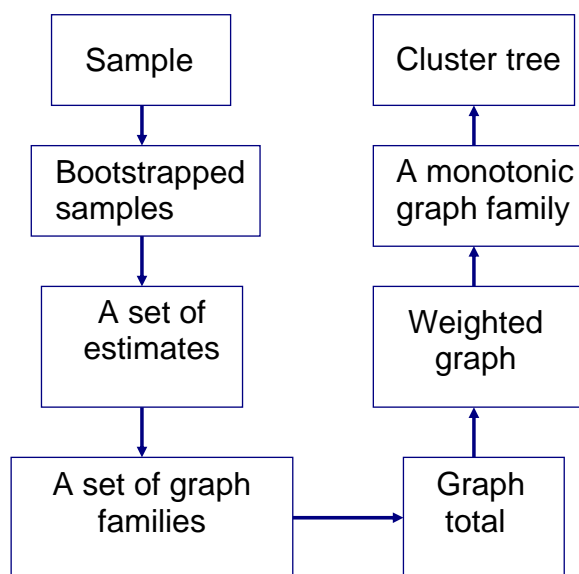 Sample
Bootstrapped
samples
A set of
estimates
A set of graph
families
Graph
total
Weighted
graph
A monotonic
graph family
Cluster tree